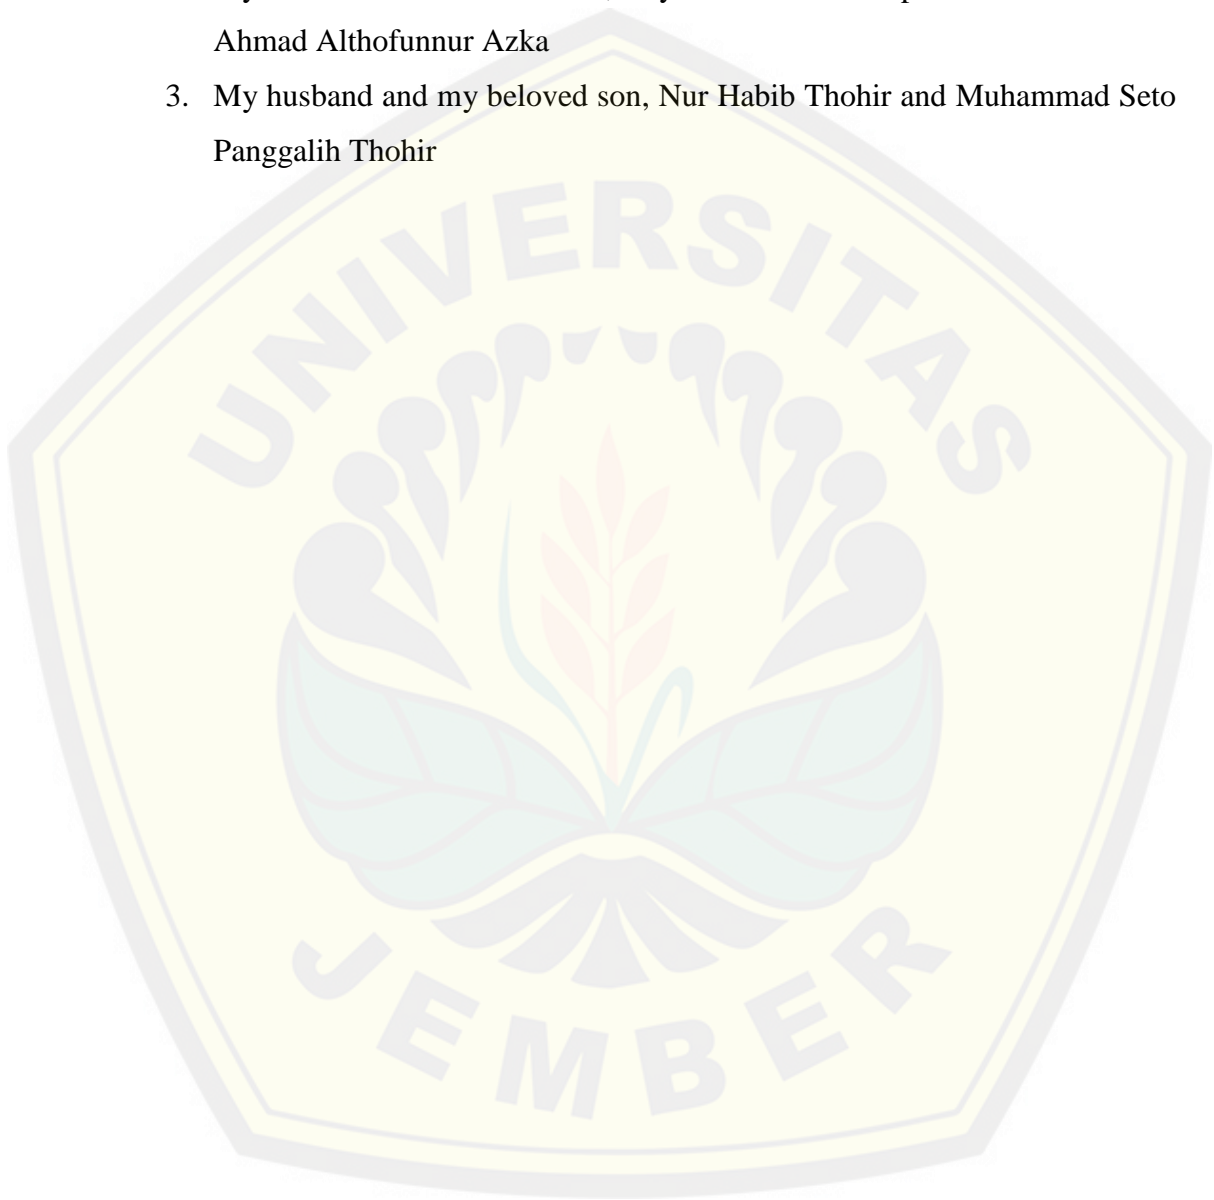 Ahmad Althofunnur Azka
3. My husband and my beloved son, Nur Habib Thohir and Muhammad Seto
Panggalih Thohir
UNIVERSITAS
JEMBER